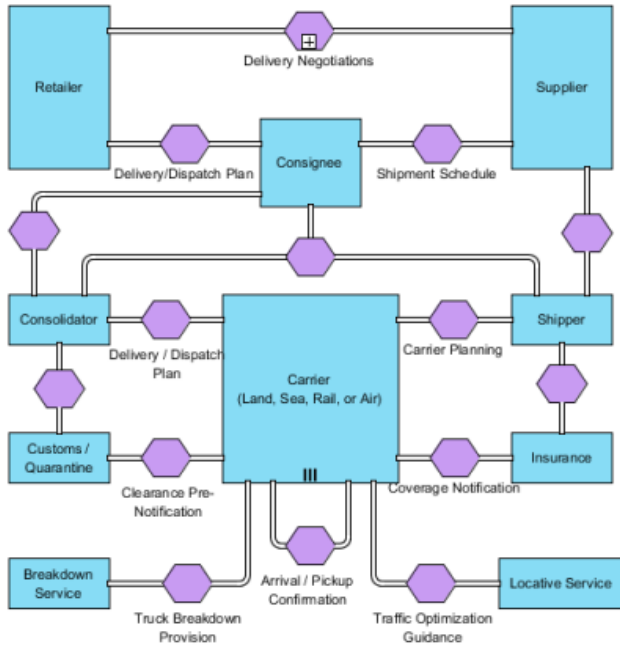 Retailer
Supplier
Delivery Negotiations
Consignee
Delivery/Dispatch Plan
Shipment Schedule
Consolidator
Shipper
Delivery / Dispatch
Plan
Carrier Planning
Carrier
(Land, Sea, Rail, or Air)
Customs /
Quarantine
Insurance
Clearance Pre-
Notification
Coverage Notification
Breakdown
Service
Arrival / Pickup
Confirmation
Locative Service
Truck Breakdown
Provision
Traffic Optimization
Guidance